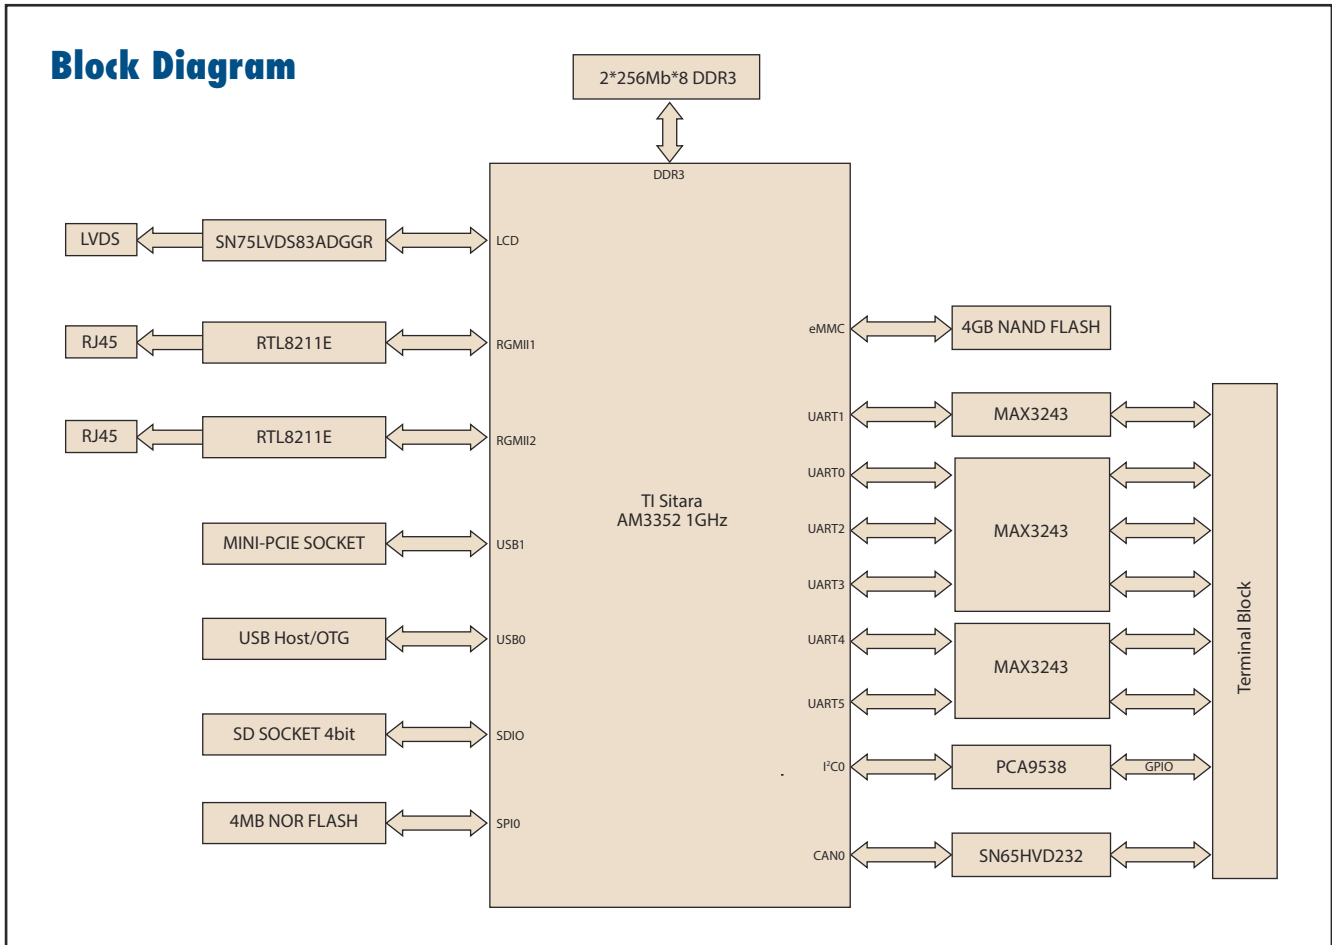 Block Diagram
2*256Mb*8 DDR3
DDR3
LVDS
SN75LVDS83ADGGR
LCD
RJ45
RTL8211E
RGMII1
RJ45
RTL8211E
RGMII2
MINI-PCIE SOCKET
USB1
USB Host/OTG
USB0
SD SOCKET 4bit
SDIO
4MB NOR FLASH
SPI0
TI Sitara
AM3352 1GHz
eMMC
4GB NAND FLASH
UART1
MAX3243
UART0
UART2
UART3
MAX3243
UART4
UART5
MAX3243
I²C0
PCA9538
GPIO
CAN0
SN65HVD232
Terminal Block